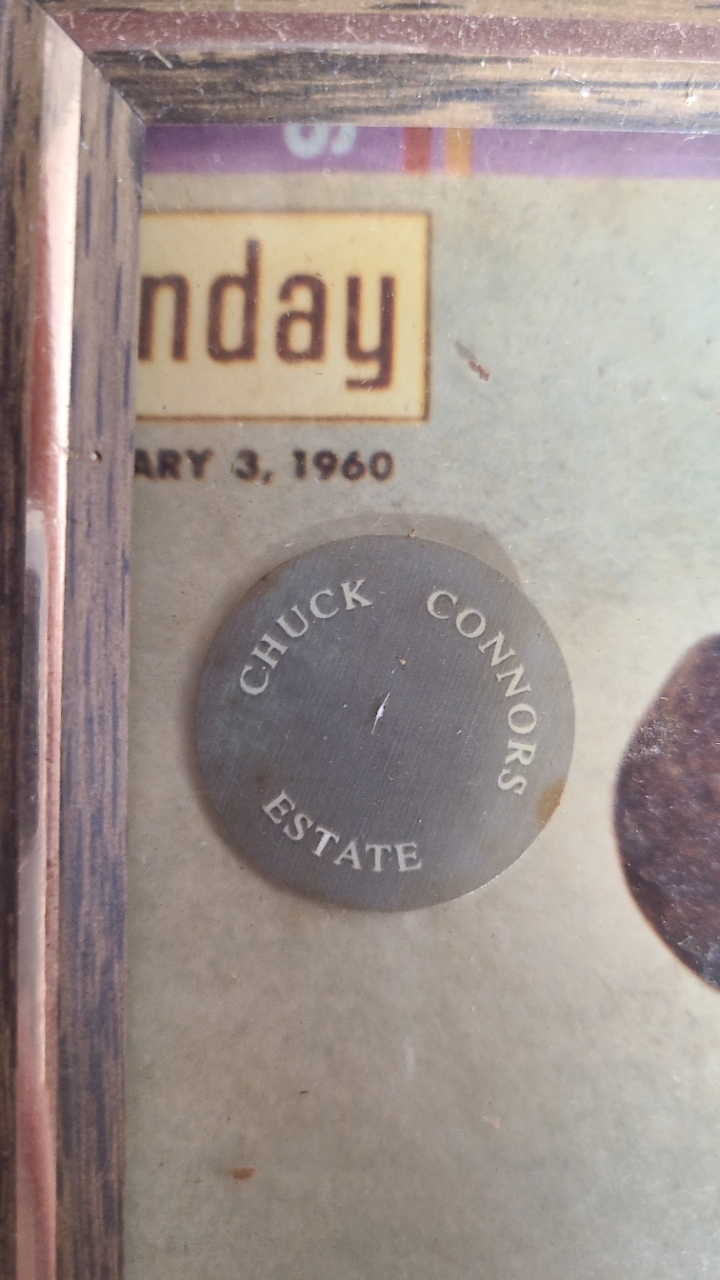 nday
ARY 3, 1960
CHUCK CONNORS
ESTATE